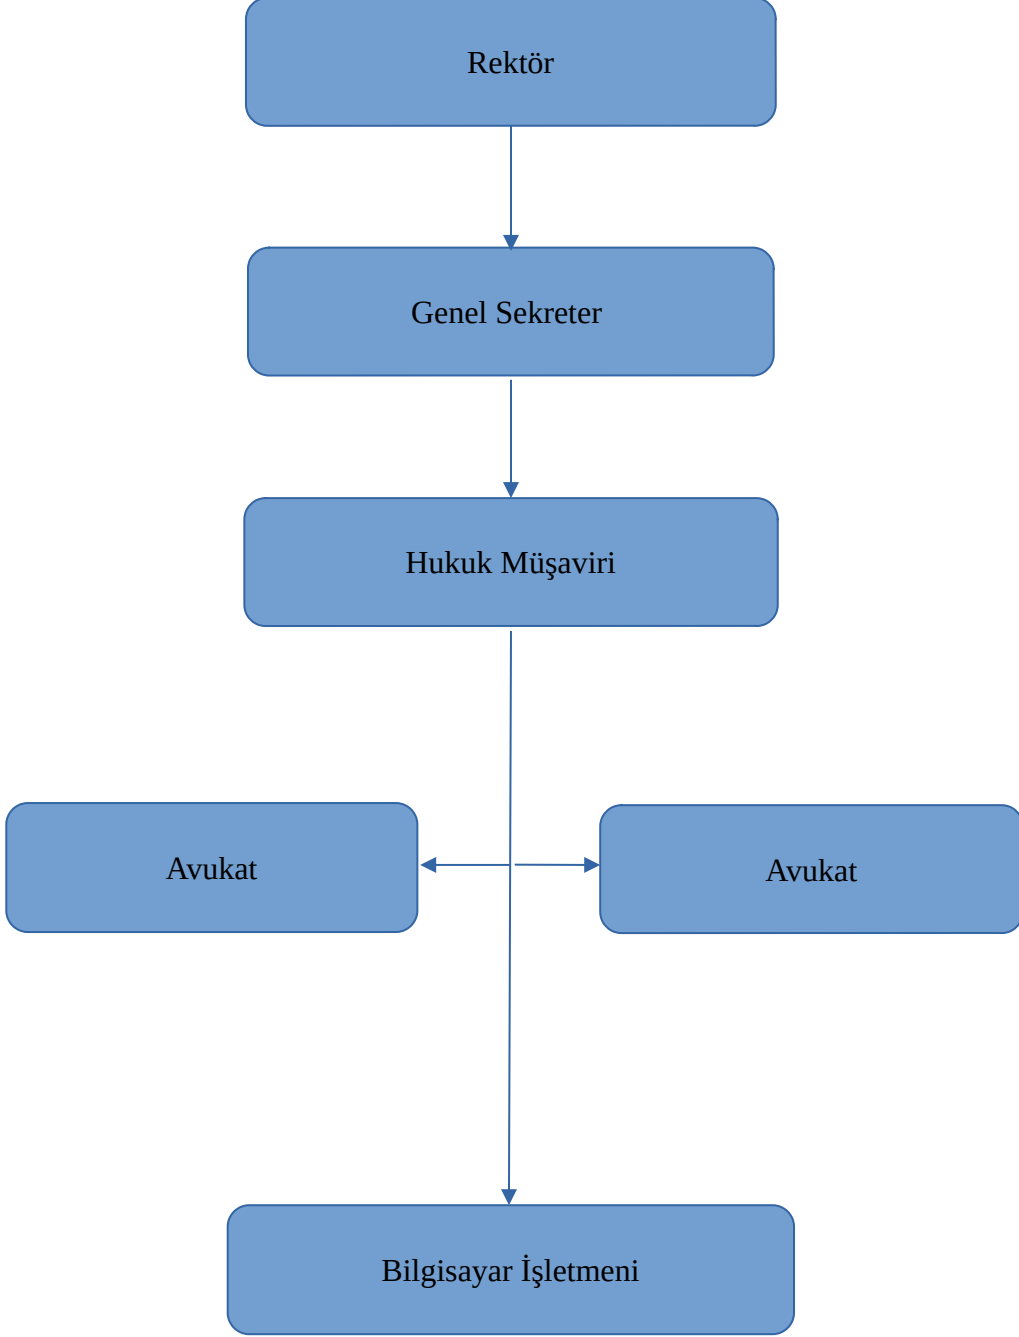 Rektör
Genel Sekreter
Hukuk Müşaviri
Avukat
Avukat
Bilgisayar İşletmeni